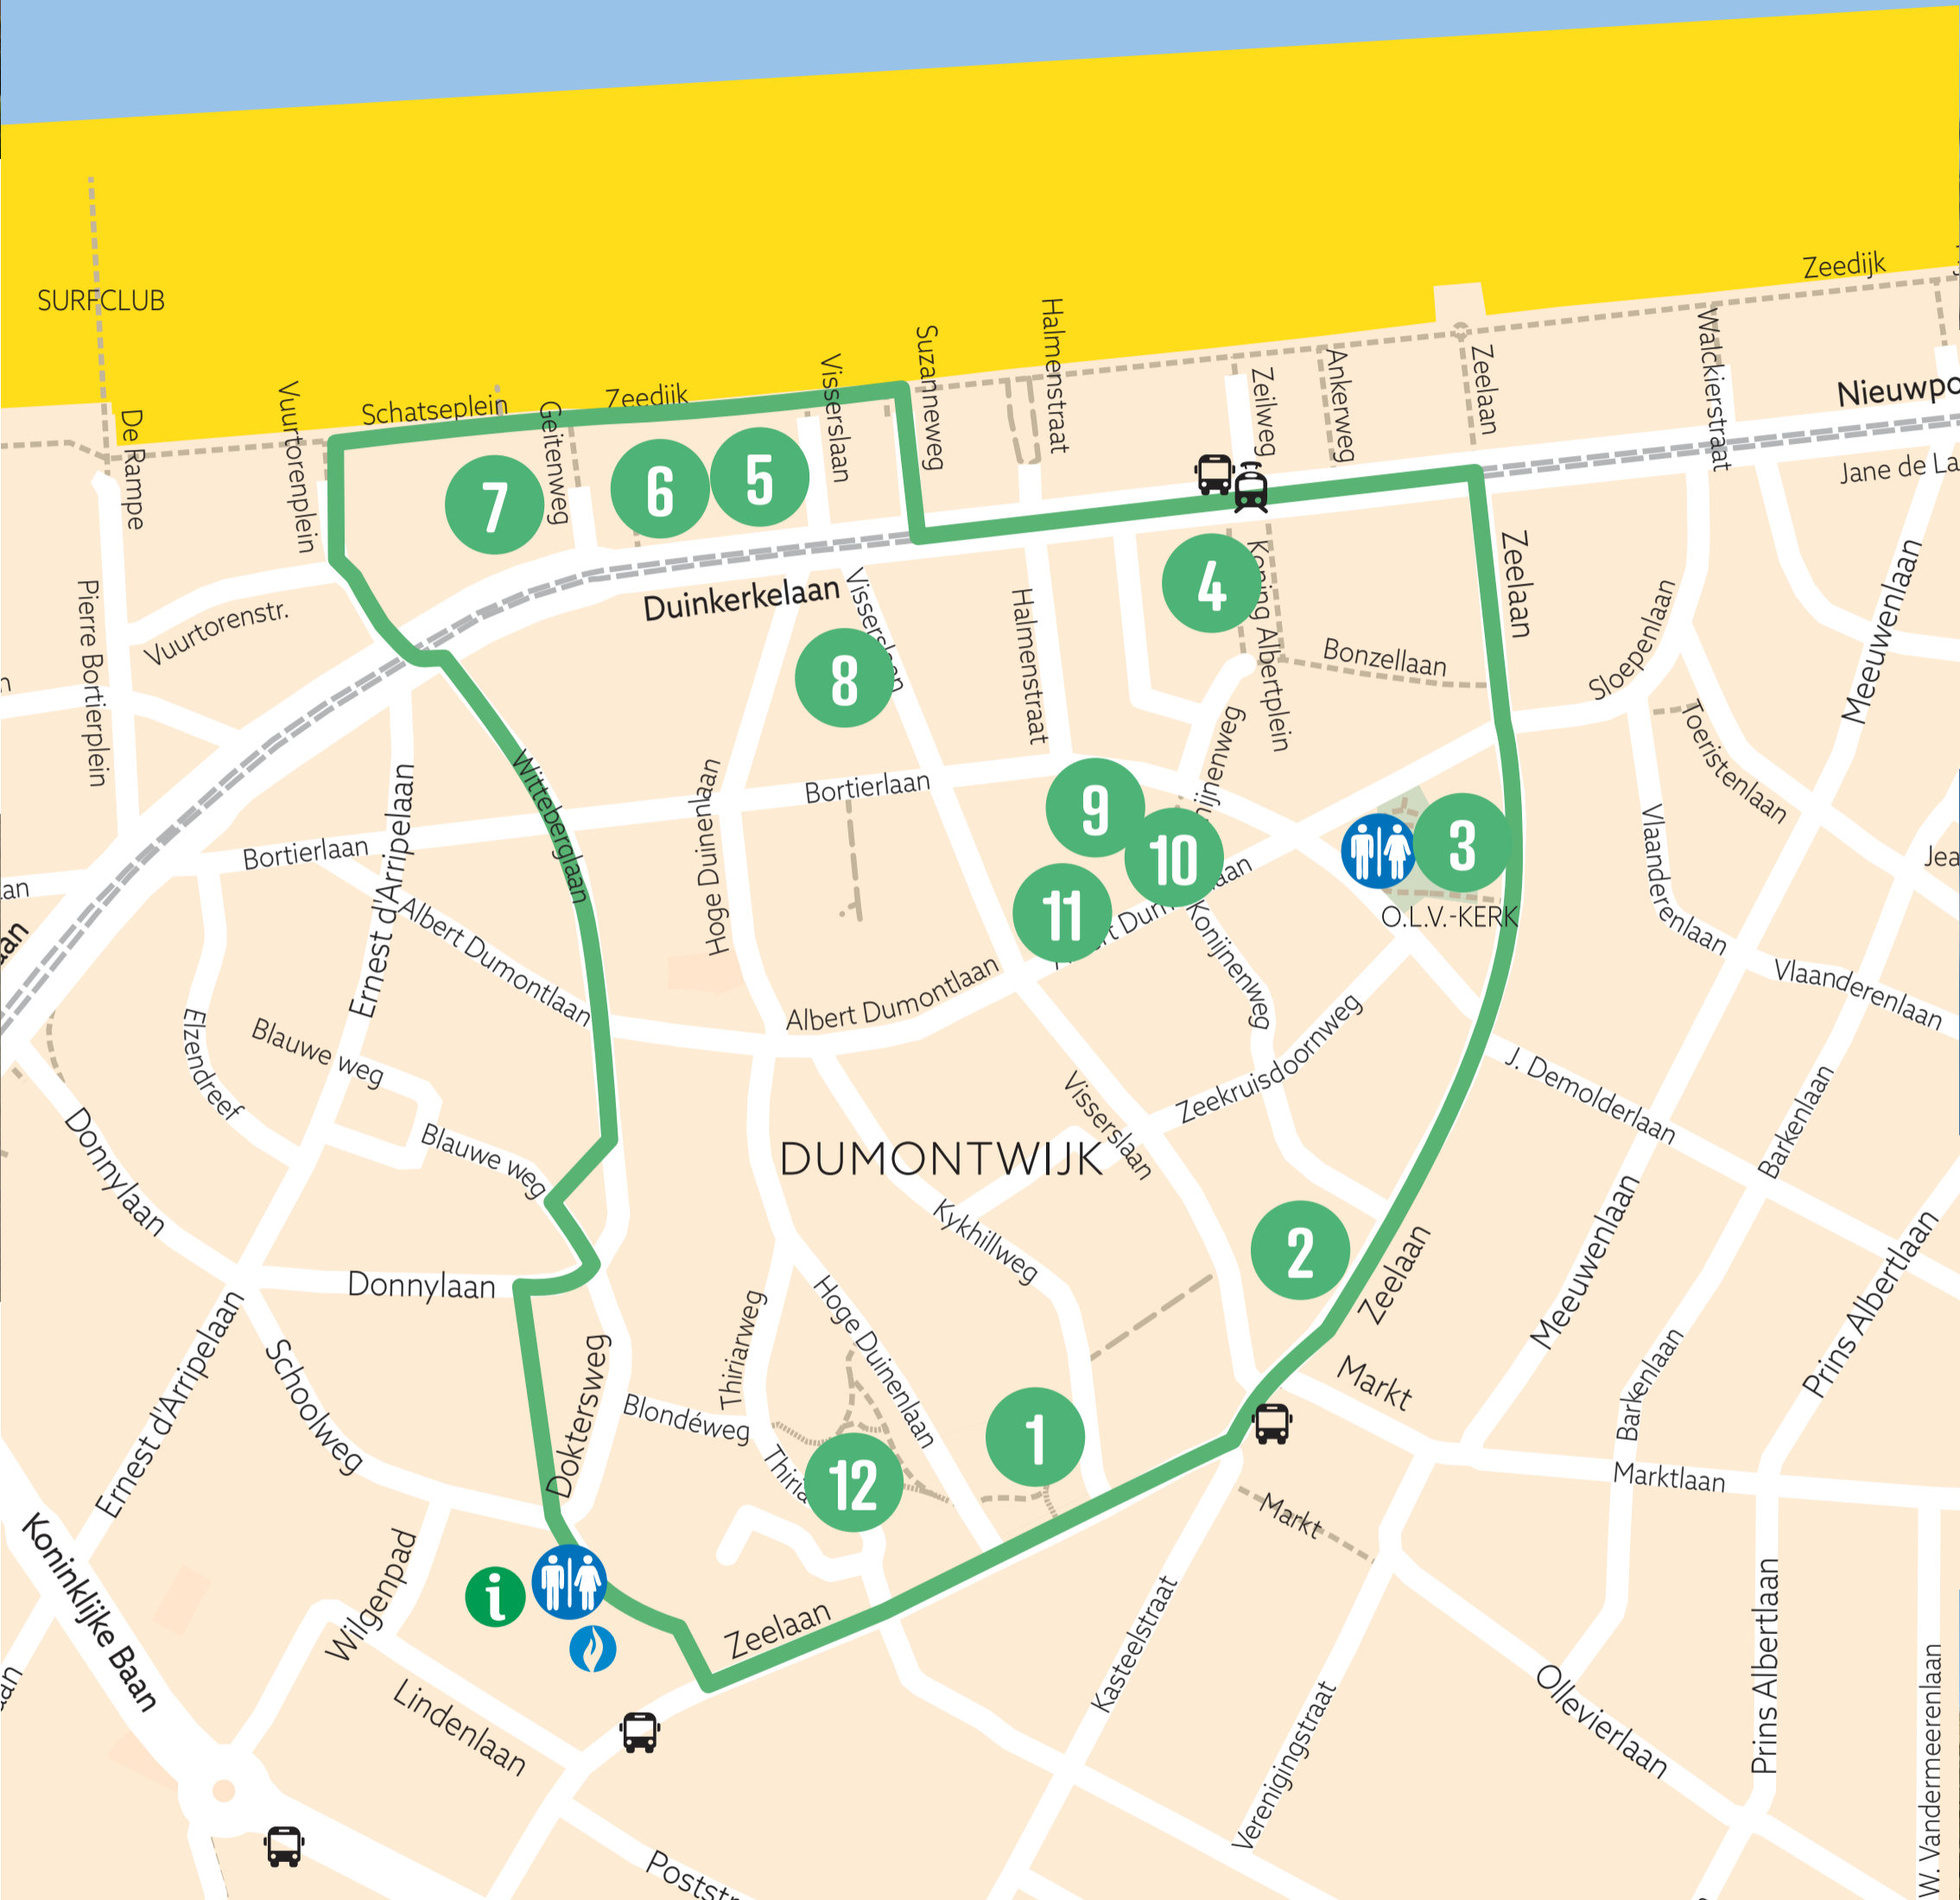 Zeedijk
SURFCLUB
Halmenstraat
Walckierstraat
Suzanneweg
Zeelaan
Ankerweg
Zeilweg
Visserslaan
Nieuwpo
Vuurtorenplein
Schatseplein
Zeedijk
Geitenweg
De Rampe
Jane de La
7
6
5
4
Zeelaan
Meeuwenlaan
Koning Albertplein
Visserslaan
Duinkerkelaan
Halmenstraat
Pierre Bortierplein
Vuurtorenstr.
Sloepenlaan
Bonzellaan
8
Toeristenlaan
Witteberglaan
Ernest d'Arripelaan
Hoge Duinenlaan
Bortierlaan
9
10
3
Vlaanderenlaan
Bortierlaan
Jea
11
O.L.V.-KERK
Albert Dumontlaan
Konijnenweg
Albert Dumontlaan
Vlaanderenlaan
Elzendreef
Blauwe weg
Zeekruisdoornweg
J. Demolderlaan
Visserslaan
Barkenlaan
Donnylaan
Blauwe weg
DUMONTWIJK
Meeuwenlaan
Kykhillweg
2
Zeelaan
Prins Albertlaan
Donnylaan
Hoge Duinenlaan
Thiriarweg
Ernest d'Arripelaan
Schoolweg
Doktersweg
Markt
Barkenlaan
Blondéweg
1
12
Marktlaan
Markt
Koninklijke Baan
Wilgenpad
i
Zeelaan
Kasteelstraat
Prins Albertlaan
Lindenlaan
Verenigingstraat
Ollevierlaan
W. Vandermeerenlaan
Poststr